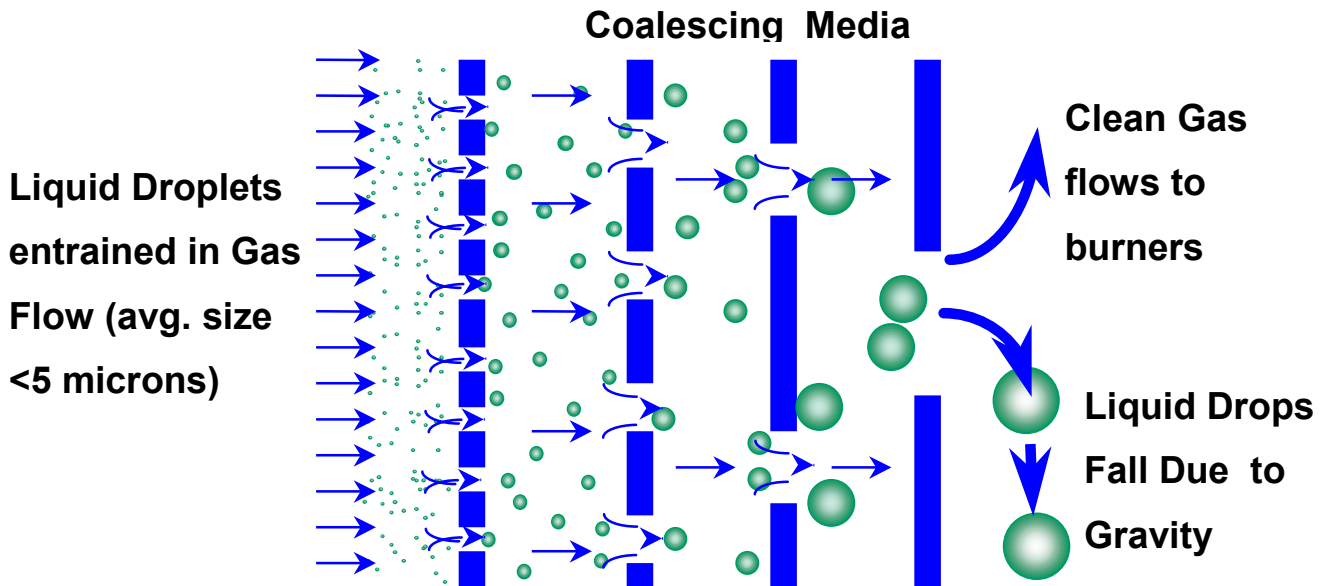 Coalescing Media
Liquid Droplets
entrained in Gas
Flow (avg. size
<5 microns)
Clean Gas
flows to
burners
Liquid Drops
Fall Due to
Gravity